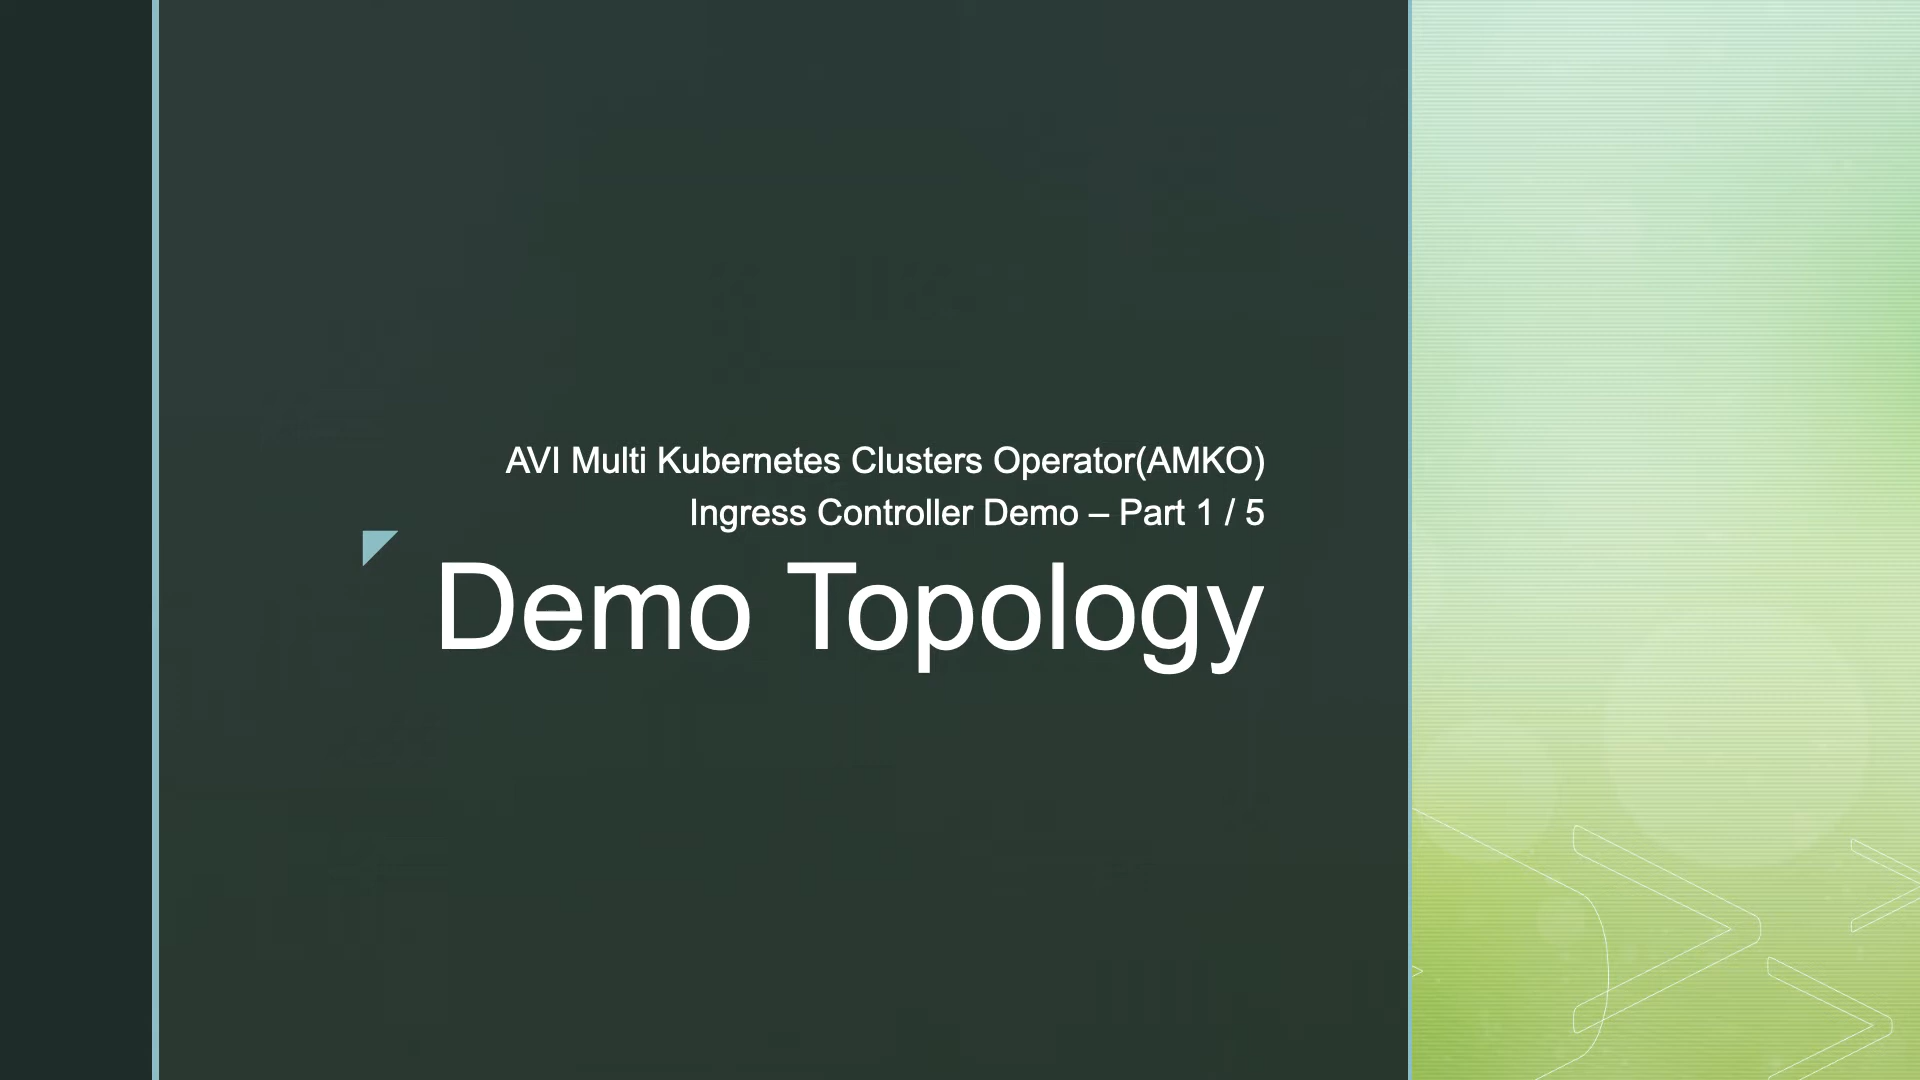 AVI Multi Kubernetes Clusters Operator(AMKO)
Ingress Controller Demo – Part 1 / 5
Demo Topology